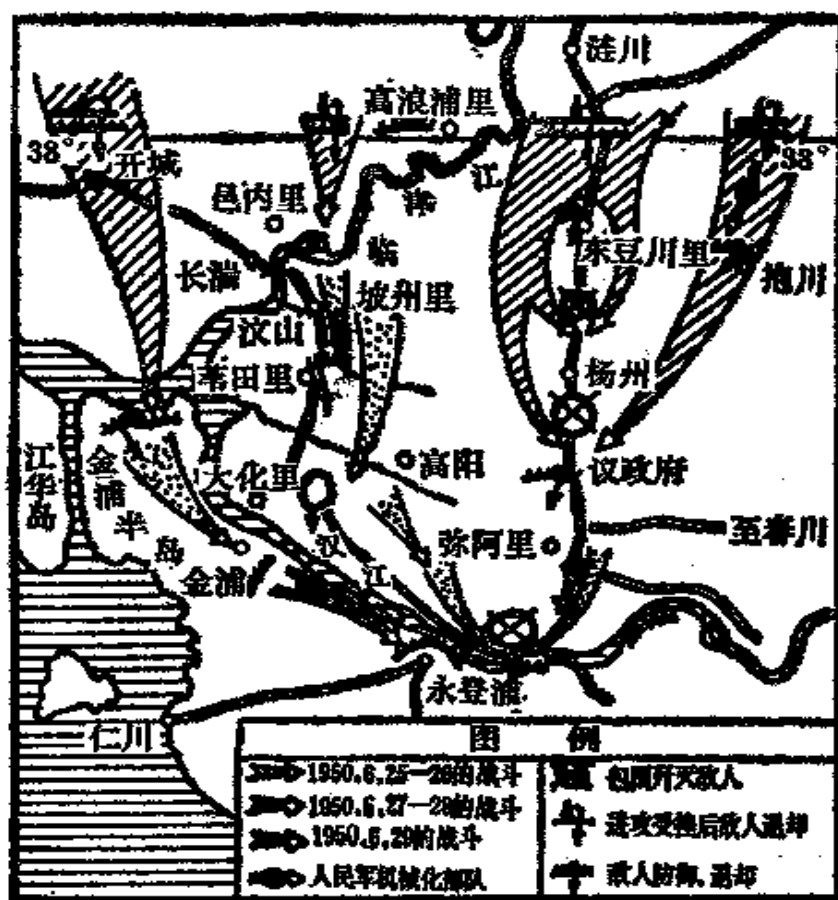 涟川
高浪浦里
38°
38°
开城
江
津
邑内里
临
东豆川里
抱川
长湍
坡州里
汶山
苇田里
杨州
金浦半岛
江华岛
大化里
高阳
议政府
至春川
汉江
弥阿里
金浦
永登浦
仁川
图 例
1950.6.25—26的战斗
包围歼灭敌人
1950.6.27—28的战斗
进攻受挫后敌人退却
1950.6.29的战斗
人民军机械化部队
敌人防御、退却